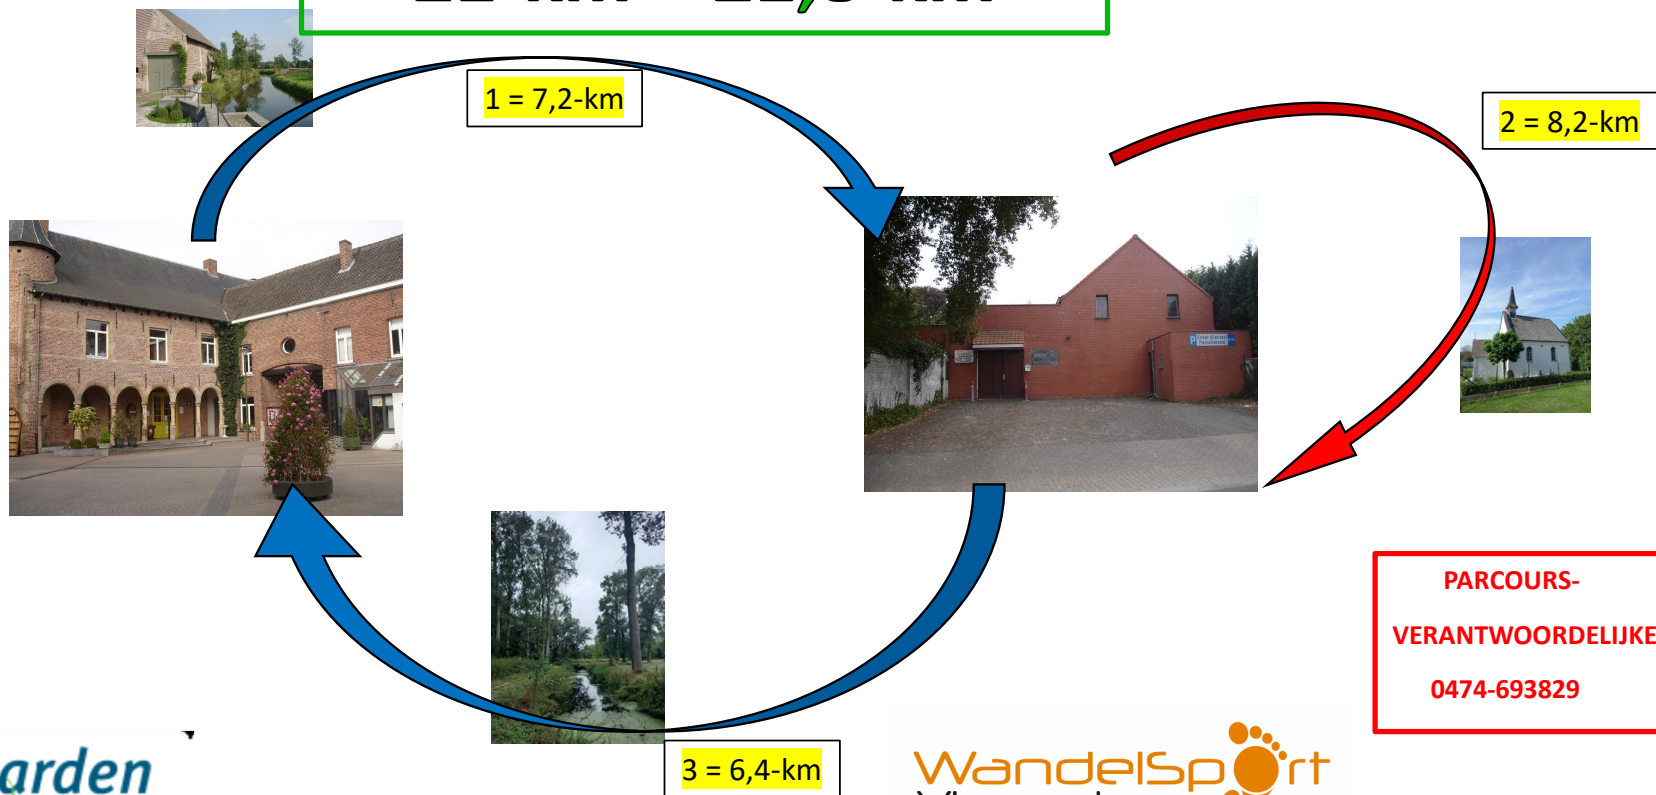 1 = 7,2-km
2 = 8,2-km
PARCOURS-
VERANTWOORDELIJKE
0474-693829
arden
3 = 6,4-km
WandelSport